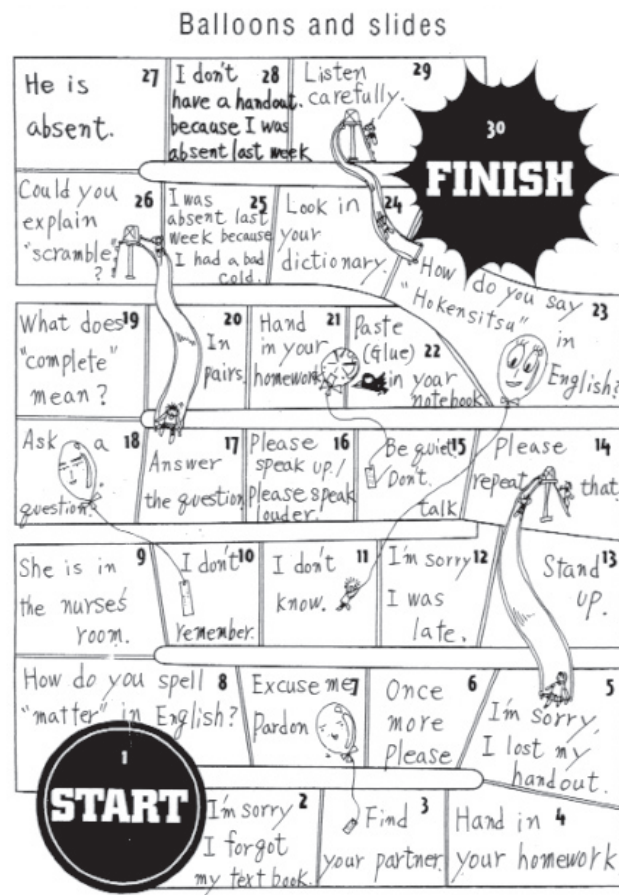 Balloons and slides
27
He is
absent.
28
I don't
have a handout.
because I was
absent last week
29
Listen
carefully.
30
FINISH
26
Could you
explain
"scramble"
?
25
I was
absent last
week because
I had a bad
cold.
24
Look in
your
dictionary.
23
How do you say
"Hokensitsu"
in
English?
19
What does
"complete"
mean?
20
In
pairs.
21
Hand
in your
homework
22
Paste
(Glue)
in your
notebook
18
Ask a
question.
17
Answer
the question
16
Please
speak up!
please speak
louder!
15
Be quiet!
Don't
talk
14
Please
repeat that.
9
She is in
the nurse's
room.
10
I don't
remember.
11
I don't
know.
12
I'm sorry
I was
late.
13
Stand
up.
8
How do you spell
"matter" in English?
7
Excuse me
Pardon
6
Once
more
Please
5
I'm sorry,
I lost my
handout.
1
START
2
I'm sorry
I forgot
my text book.
3
Find
your partner.
4
Hand in
your homework